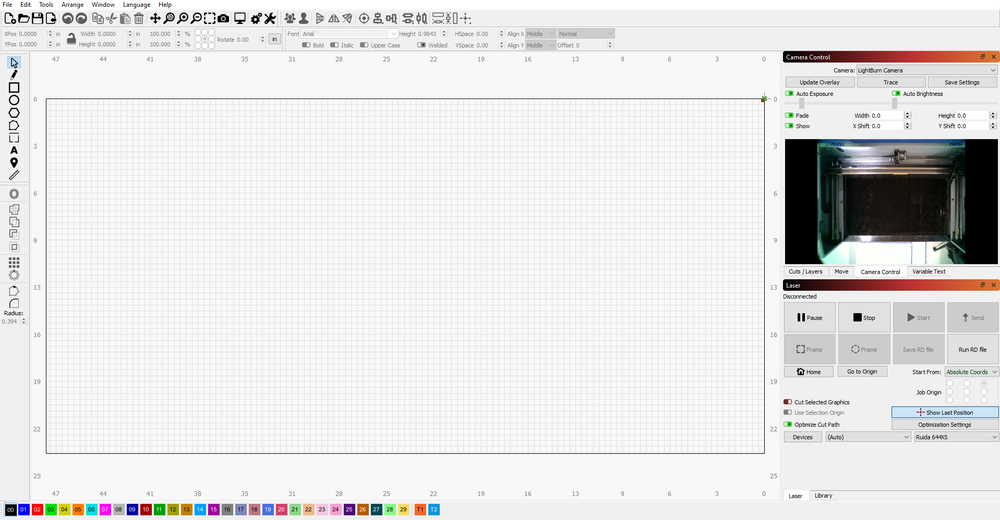 File Edit Tools Arrange Window Language Help
XPos 0.0000 in Width 0.0000 in 100.000 % Rotate 0.00 in Font Arial Height 0.9843 HSpace 0.00 Align X Middle Normal
YPos 0.0000 in Height 0.0000 in 100.000 % Bold Italic Upper Case Welded VSpace 0.00 Align Y Middle Offset 0
47 44 41 38 35 31 28 25 22 19 16 13 9 6 3 0
0 0
3 3
6 6
9 9
13 13
16 16
19 19
22 22
25 25
47 44 41 38 35 31 28 25 22 19 16 13 9 6 3 0
A
Radius:
0.394
Camera Control
Camera: LightBurn Camera
Update Overlay Trace Save Settings
Auto Exposure Auto Brightness
Fade Width 0.0 Height 0.0
Show X Shift 0.0 Y Shift 0.0
Cuts / Layers Move Camera Control Variable Text
Laser
Disconnected
Pause Stop Start Send
Frame Frame Save RD file Run RD file
Home Go to Origin Start From: Absolute Coords
Job Origin
Cut Selected Graphics
Use Selection Origin Show Last Position
Optimize Cut Path Optimization Settings
Devices (Auto) Ruida 644XS
Laser Library
00 01 02 03 04 05 06 07 08 09 10 11 12 13 14 15 16 17 18 19 20 21 22 23 24 25 26 27 28 29 T1 T2